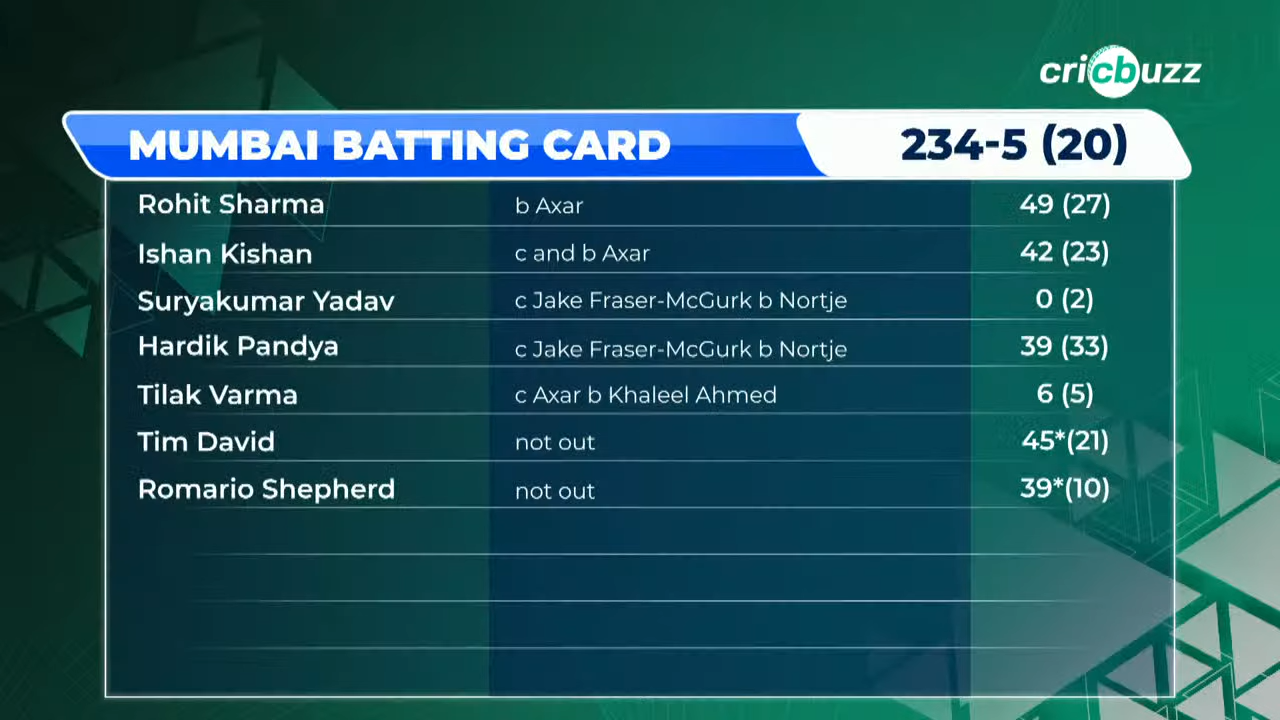 cricbuzz
MUMBAI BATTING CARD 234-5 (20)
Rohit Sharma b Axar 49 (27)
Ishan Kishan c and b Axar 42 (23)
Suryakumar Yadav c Jake Fraser-McGurk b Nortje 0 (2)
Hardik Pandya c Jake Fraser-McGurk b Nortje 39 (33)
Tilak Varma c Axar b Khaleel Ahmed 6 (5)
Tim David not out 45*(21)
Romario Shepherd not out 39*(10)